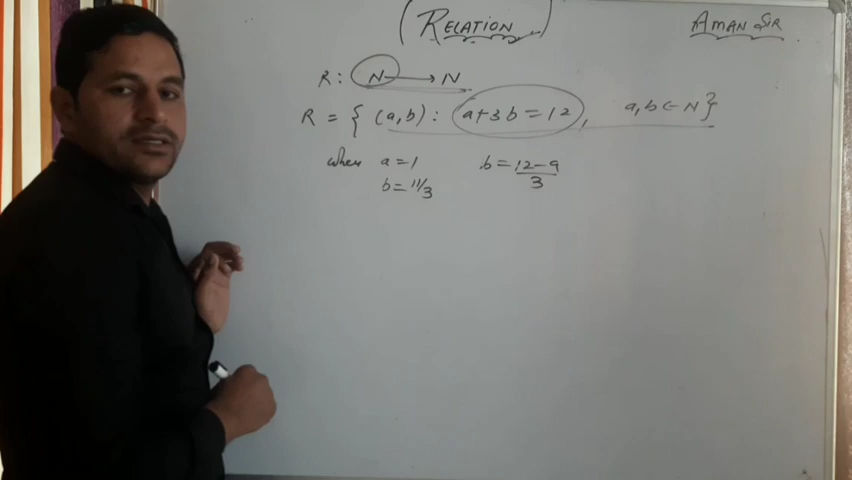 (RELATION)
AMAN SIR
R: N → N
R = { (a,b) : a+3b = 12, a,b ∈ N}
when a = 1 b = 12-a/3
b = 11/3